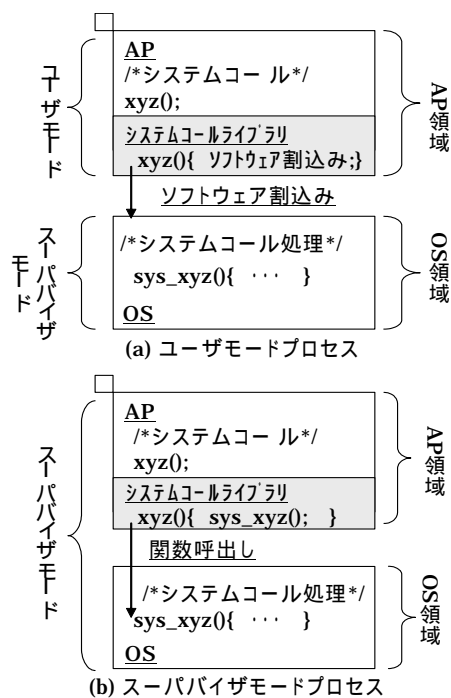 AP
/*システムコール*/
xyz();
システムコールライブラリ
xyz(){ ソフトウェア割込み;}
ソフトウェア割込み
/*システムコール処理*/
sys_xyz(){ ・・・ }
OS
ユーザモード
スーパバイザモード
AP領域
OS領域
(a) ユーザモードプロセス
AP
/*システムコール*/
xyz();
システムコールライブラリ
xyz(){ sys_xyz(); }
関数呼出し
/*システムコール処理*/
sys_xyz(){ ・・・ }
OS
スーパバイザモード
AP領域
OS領域
(b) スーパバイザモードプロセス